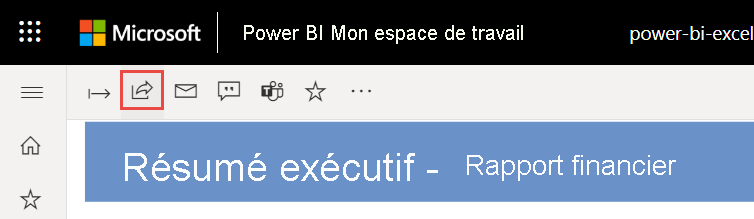 Microsoft Power BI Mon espace de travail power-bi-excel
Résumé exécutif - Rapport financier